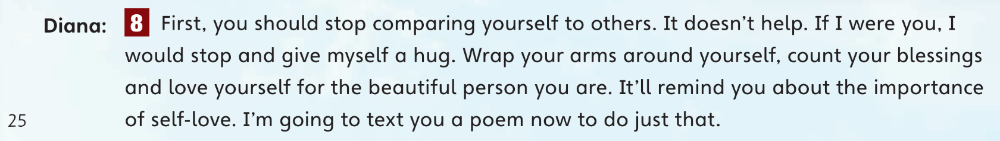 Diana: 8 First, you should stop comparing yourself to others. It doesn’t help. If I were you, I
would stop and give myself a hug. Wrap your arms around yourself, count your blessings
and love yourself for the beautiful person you are. It’ll remind you about the importance
25 of self-love. I’m going to text you a poem now to do just that.